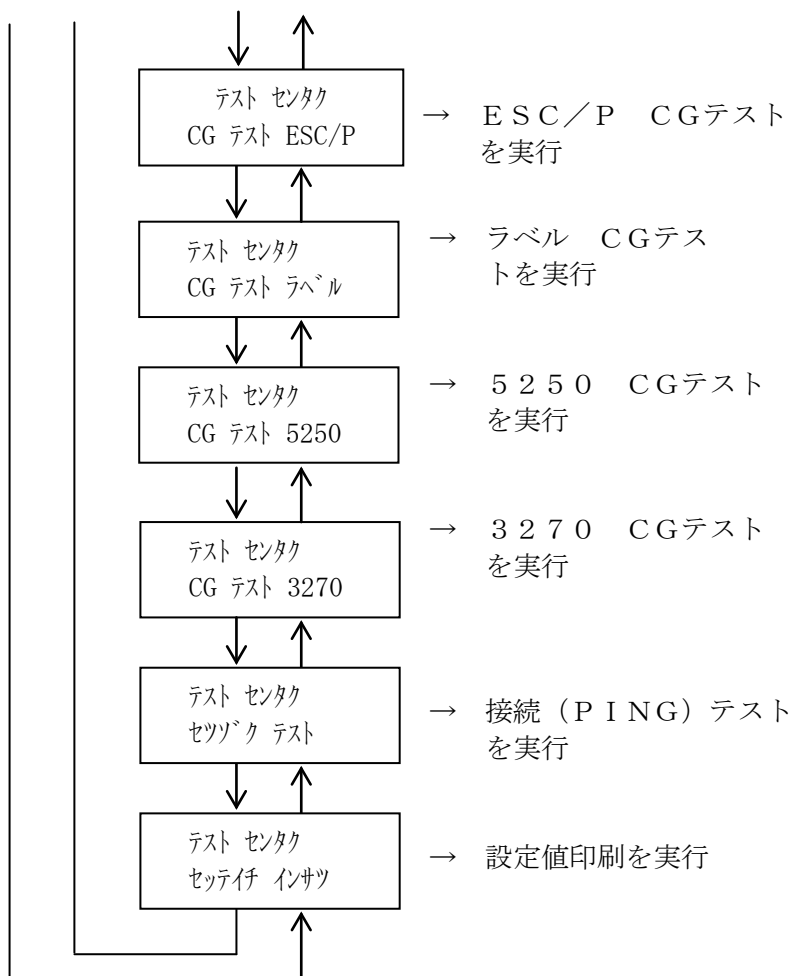 ﾃｽﾄ ｾﾝﾀｸ
CG ﾃｽﾄ ESC/P
→ ＥＳＣ／Ｐ　ＣＧテスト
を実行
ﾃｽﾄ ｾﾝﾀｸ
CG ﾃｽﾄ ﾗﾍﾞﾙ
→ ラベル　ＣＧテス
トを実行
ﾃｽﾄ ｾﾝﾀｸ
CG ﾃｽﾄ 5250
→ ５２５０　ＣＧテスト
を実行
ﾃｽﾄ ｾﾝﾀｸ
CG ﾃｽﾄ 3270
→ ３２７０　ＣＧテスト
を実行
ﾃｽﾄ ｾﾝﾀｸ
ｾﾂｿﾞｸ ﾃｽﾄ
→ 接続（ＰＩＮＧ）テスト
を実行
ﾃｽﾄ ｾﾝﾀｸ
ｾｯﾃｲﾁ ｲﾝｻﾂ
→ 設定値印刷を実行